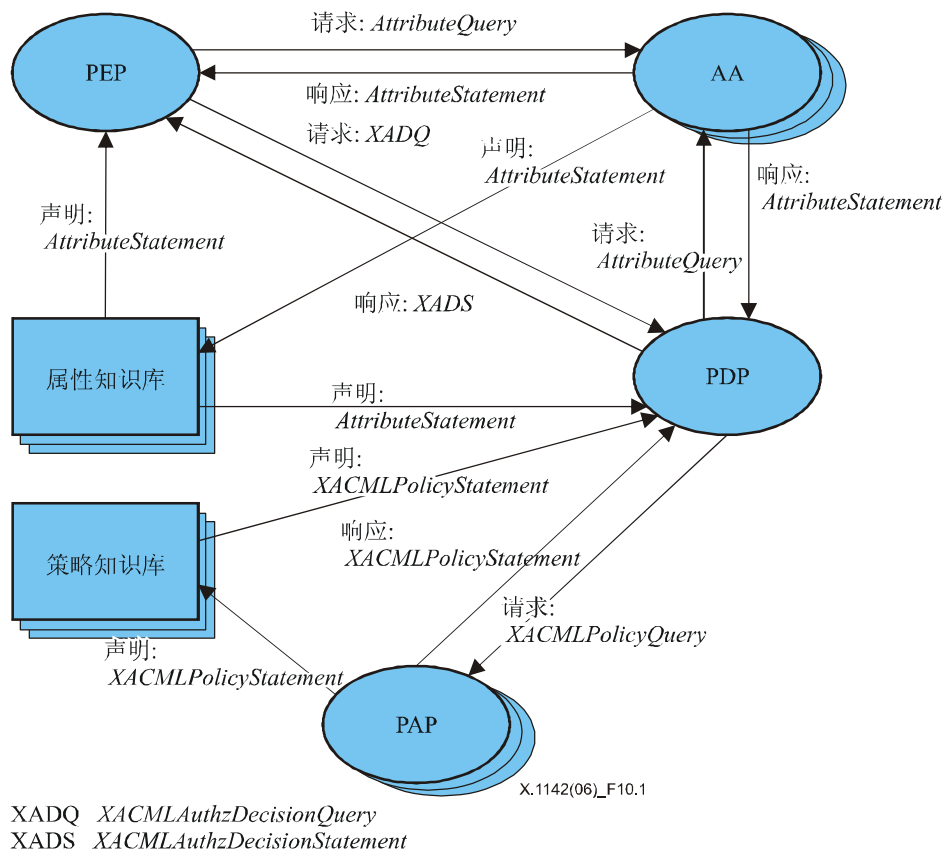 请求: AttributeQuery
PEP
AA
响应: AttributeStatement
请求: XADQ
声明:
AttributeStatement
响应:
AttributeStatement
声明:
AttributeStatement
请求:
AttributeQuery
响应: XADS
属性知识库
PDP
声明:
AttributeStatement
声明:
XACMLPolicyStatement
响应:
XACMLPolicyStatement
策略知识库
请求:
XACMLPolicyQuery
声明:
XACMLPolicyStatement
PAP
X.1142(06)_F10.1
XADQ XACMLAuthzDecisionQuery
XADS XACMLAuthzDecisionStatement